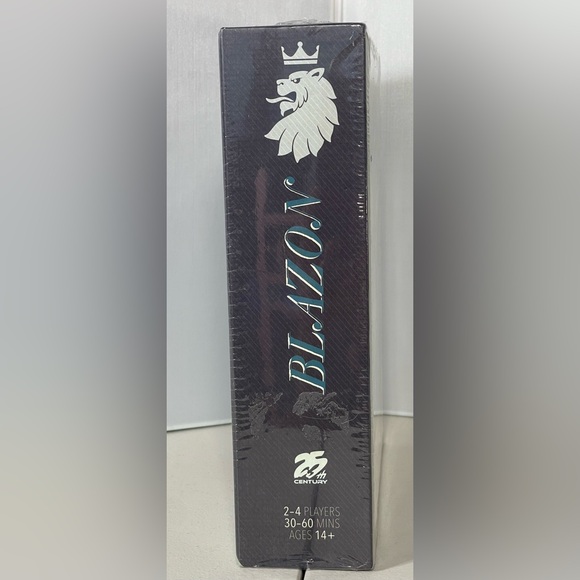 BLAZON
25th
CENTURY
2–4 PLAYERS
30–60 MINS
AGES 14+